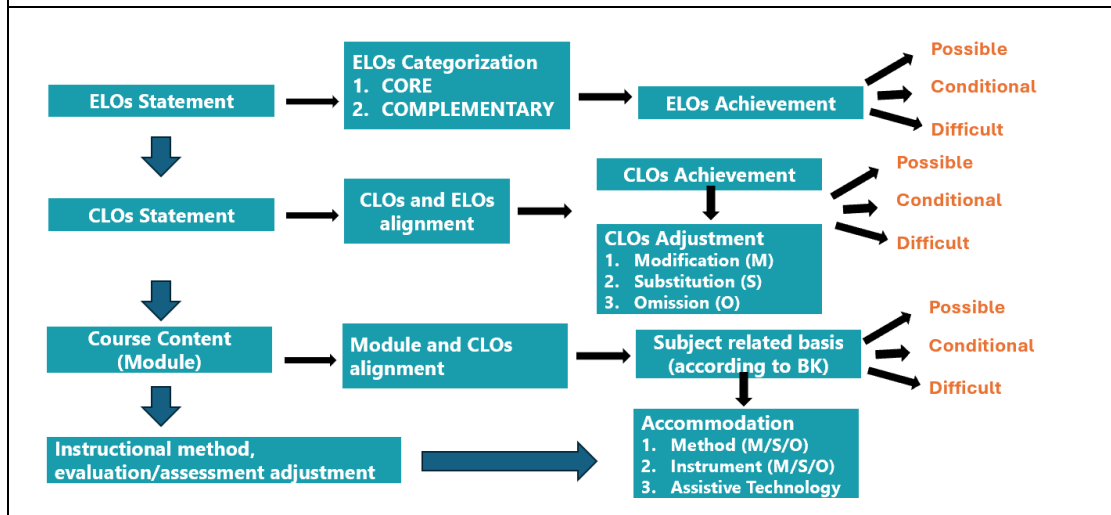 ELOs Statement
ELOs Categorization
1. CORE
2. COMPLEMENTARY
ELOs Achievement
Possible
Conditional
Difficult
CLOs Statement
CLOs and ELOs
alignment
CLOs Achievement
CLOs Adjustment
1. Modification (M)
2. Substitution (S)
3. Omission (O)
Possible
Conditional
Difficult
Course Content
(Module)
Module and CLOs
alignment
Subject related basis
(according to BK)
Possible
Conditional
Difficult
Instructional method,
evaluation/assessment adjustment
Accommodation
1. Method (M/S/O)
2. Instrument (M/S/O)
3. Assistive Technology